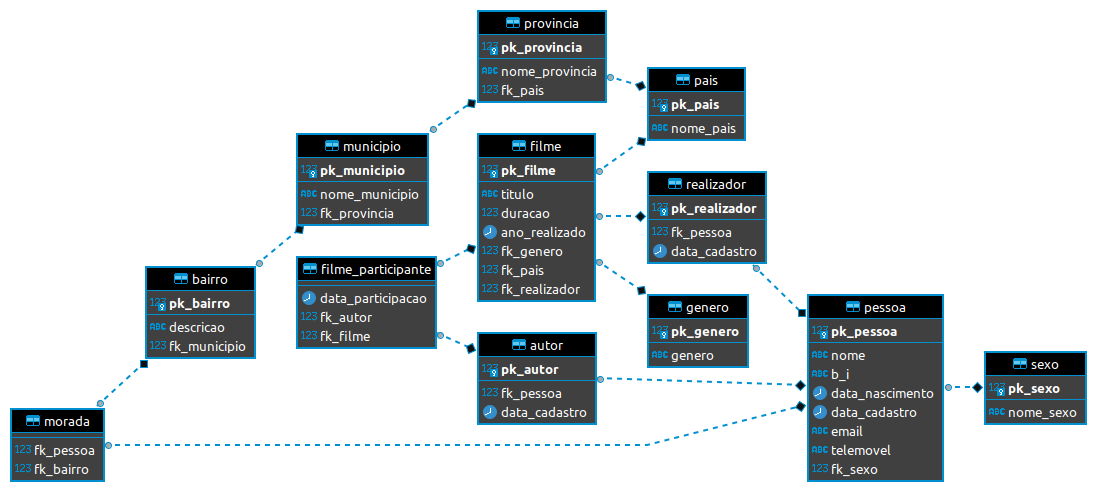 provincia
123 pk_provincia
ABC nome_provincia
123 fk_pais
pais
123 pk_pais
ABC nome_pais
municipio
123 pk_municipio
ABC nome_municipio
123 fk_provincia
filme
123 pk_filme
ABC titulo
123 duracao
ano_realizado
123 fk_genero
123 fk_pais
123 fk_realizador
realizador
123 pk_realizador
123 fk_pessoa
data_cadastro
filme_participante
data_participacao
123 fk_autor
123 fk_filme
bairro
123 pk_bairro
ABC descricao
123 fk_municipio
genero
123 pk_genero
ABC genero
pessoa
123 pk_pessoa
ABC nome
ABC b_i
data_nascimento
data_cadastro
ABC email
ABC telemovel
123 fk_sexo
autor
123 pk_autor
123 fk_pessoa
data_cadastro
sexo
123 pk_sexo
ABC nome_sexo
morada
123 fk_pessoa
123 fk_bairro